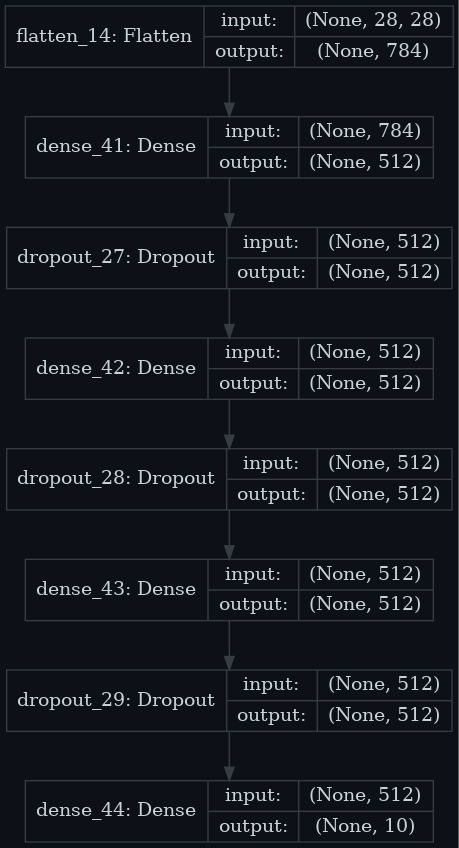 flatten_14: Flatten
input:
(None, 28, 28)
output:
(None, 784)
dense_41: Dense
input:
(None, 784)
output:
(None, 512)
dropout_27: Dropout
input:
(None, 512)
output:
(None, 512)
dense_42: Dense
input:
(None, 512)
output:
(None, 512)
dropout_28: Dropout
input:
(None, 512)
output:
(None, 512)
dense_43: Dense
input:
(None, 512)
output:
(None, 512)
dropout_29: Dropout
input:
(None, 512)
output:
(None, 512)
dense_44: Dense
input:
(None, 512)
output:
(None, 10)